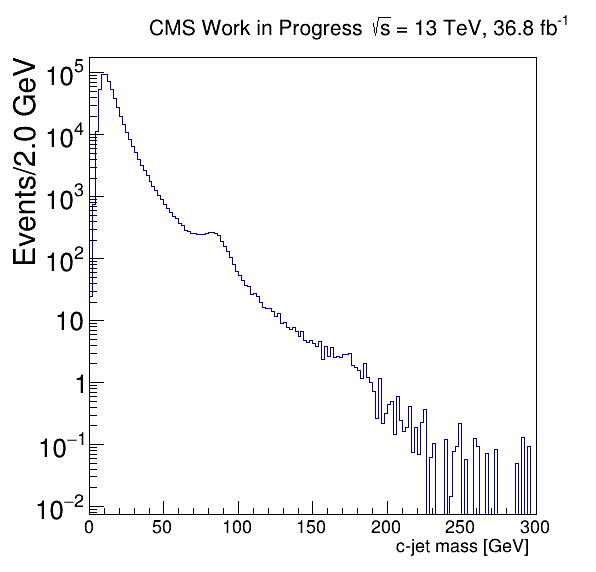 CMS Work in Progress √s = 13 TeV, 36.8 fb⁻¹
Events/2.0 GeV
10⁵
10⁴
10³
10²
10
1
10⁻¹
10⁻²
0 50 100 150 200 250 300
c-jet mass [GeV]